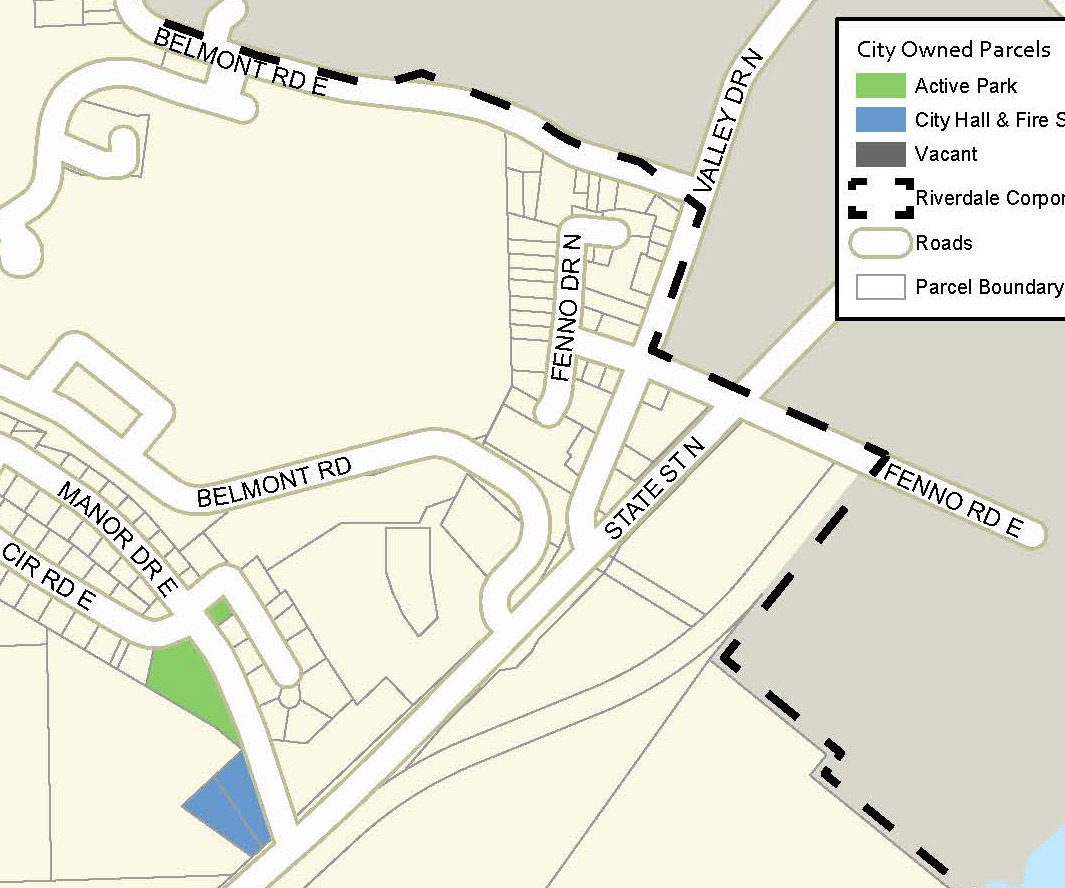 BELMONT RD E
VALLEY DR N
City Owned Parcels
Active Park
City Hall & Fire S
Vacant
Riverdale Corpor
Roads
Parcel Boundary
FENNO DR N
BELMONT RD
STATE ST N
FENNO RD E
MANOR DR E
CIR RD E